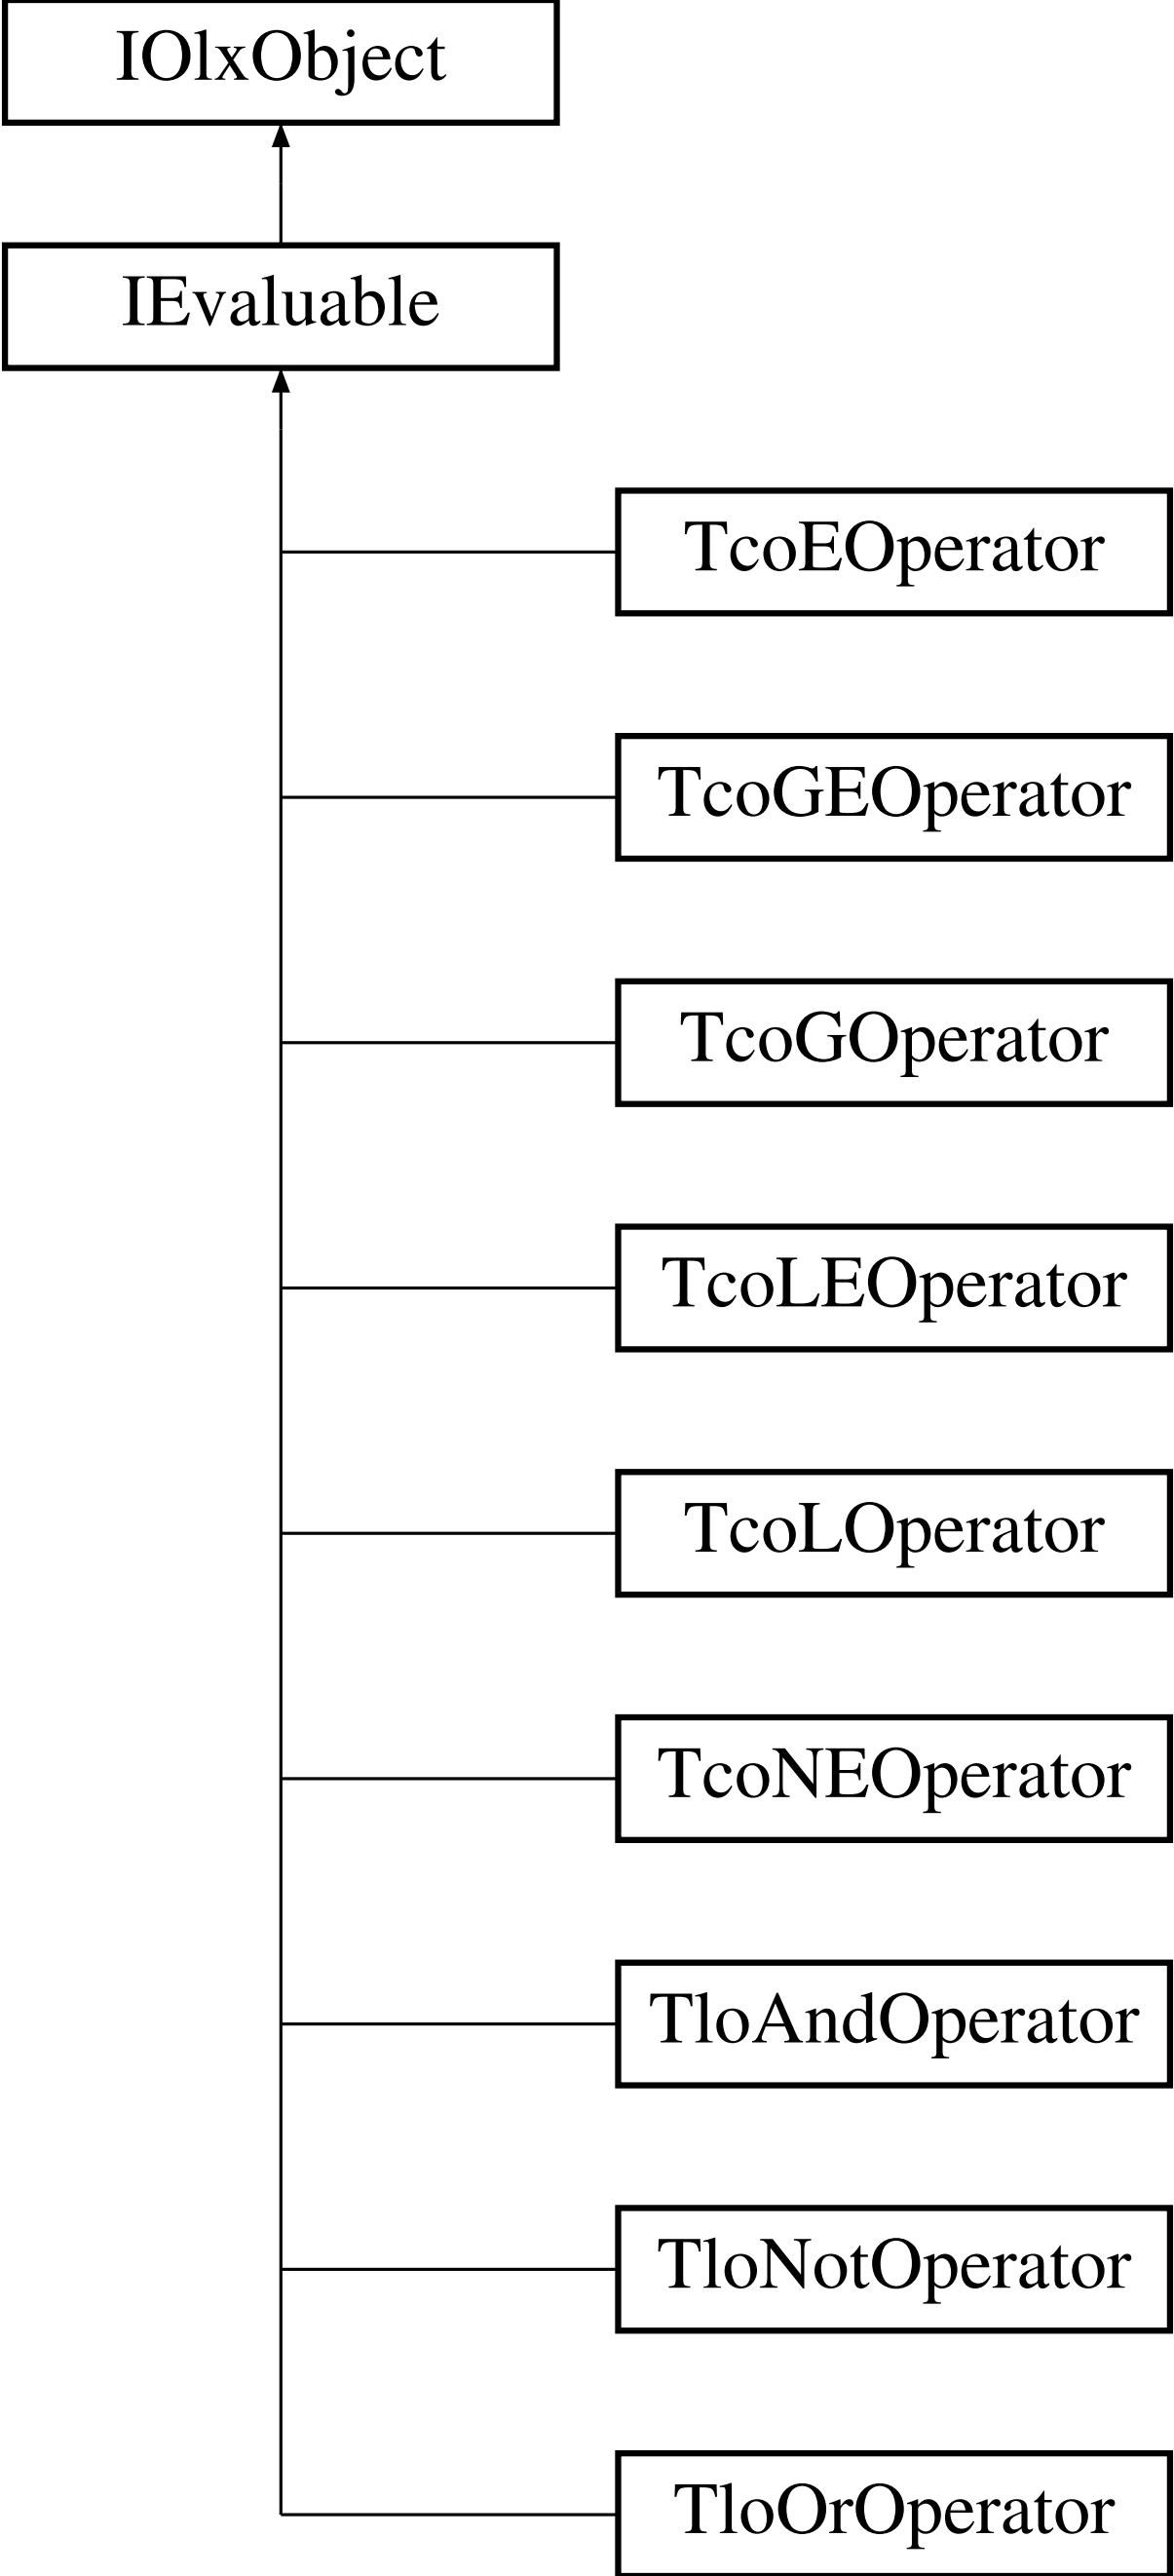 IOlxObject
IEvaluable
TcoEOperator
TcoGEOperator
TcoGOperator
TcoLEOperator
TcoLOperator
TcoNEOperator
TloAndOperator
TloNotOperator
TloOrOperator